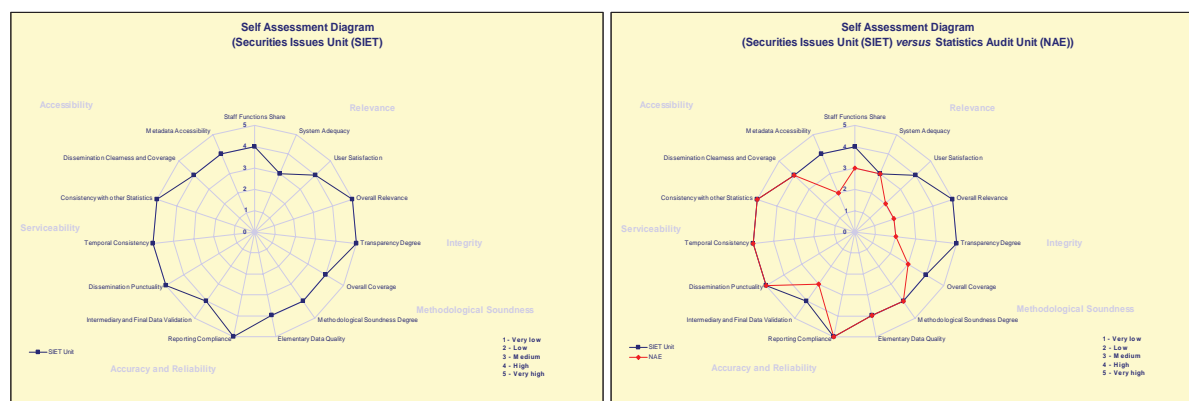 Self Assessment Diagram
(Securities Issues Unit (SIET)
Accessibility
Relevance
Staff Functions Share
Metadata Accessibility
System Adequacy
Dissemination Clearness and Coverage
User Satisfaction
Consistency with other Statistics
Overall Relevance
Serviceability
Temporal Consistency
Transparency Degree
Integrity
Dissemination Punctuality
Overall Coverage
Methodological Soundness
Intermediary and Final Data Validation
Methodological Soundness Degree
Reporting Compliance
Elementary Data Quality
Accuracy and Reliability
5
4
3
2
1
0
SIET Unit
1 - Very low
2 - Low
3 - Medium
4 - High
5 - Very high
Self Assessment Diagram
(Securities Issues Unit (SIET) versus Statistics Audit Unit (NAE))
Accessibility
Relevance
Staff Functions Share
Metadata Accessibility
System Adequacy
Dissemination Clearness and Coverage
User Satisfaction
Consistency with other Statistics
Overall Relevance
Serviceability
Temporal Consistency
Transparency Degree
Integrity
Dissemination Punctuality
Overall Coverage
Methodological Soundness
Intermediary and Final Data Validation
Methodological Soundness Degree
Reporting Compliance
Elementary Data Quality
Accuracy and Reliability
5
4
3
2
1
0
SIET Unit
NAE
1 - Very low
2 - Low
3 - Medium
4 - High
5 - Very high